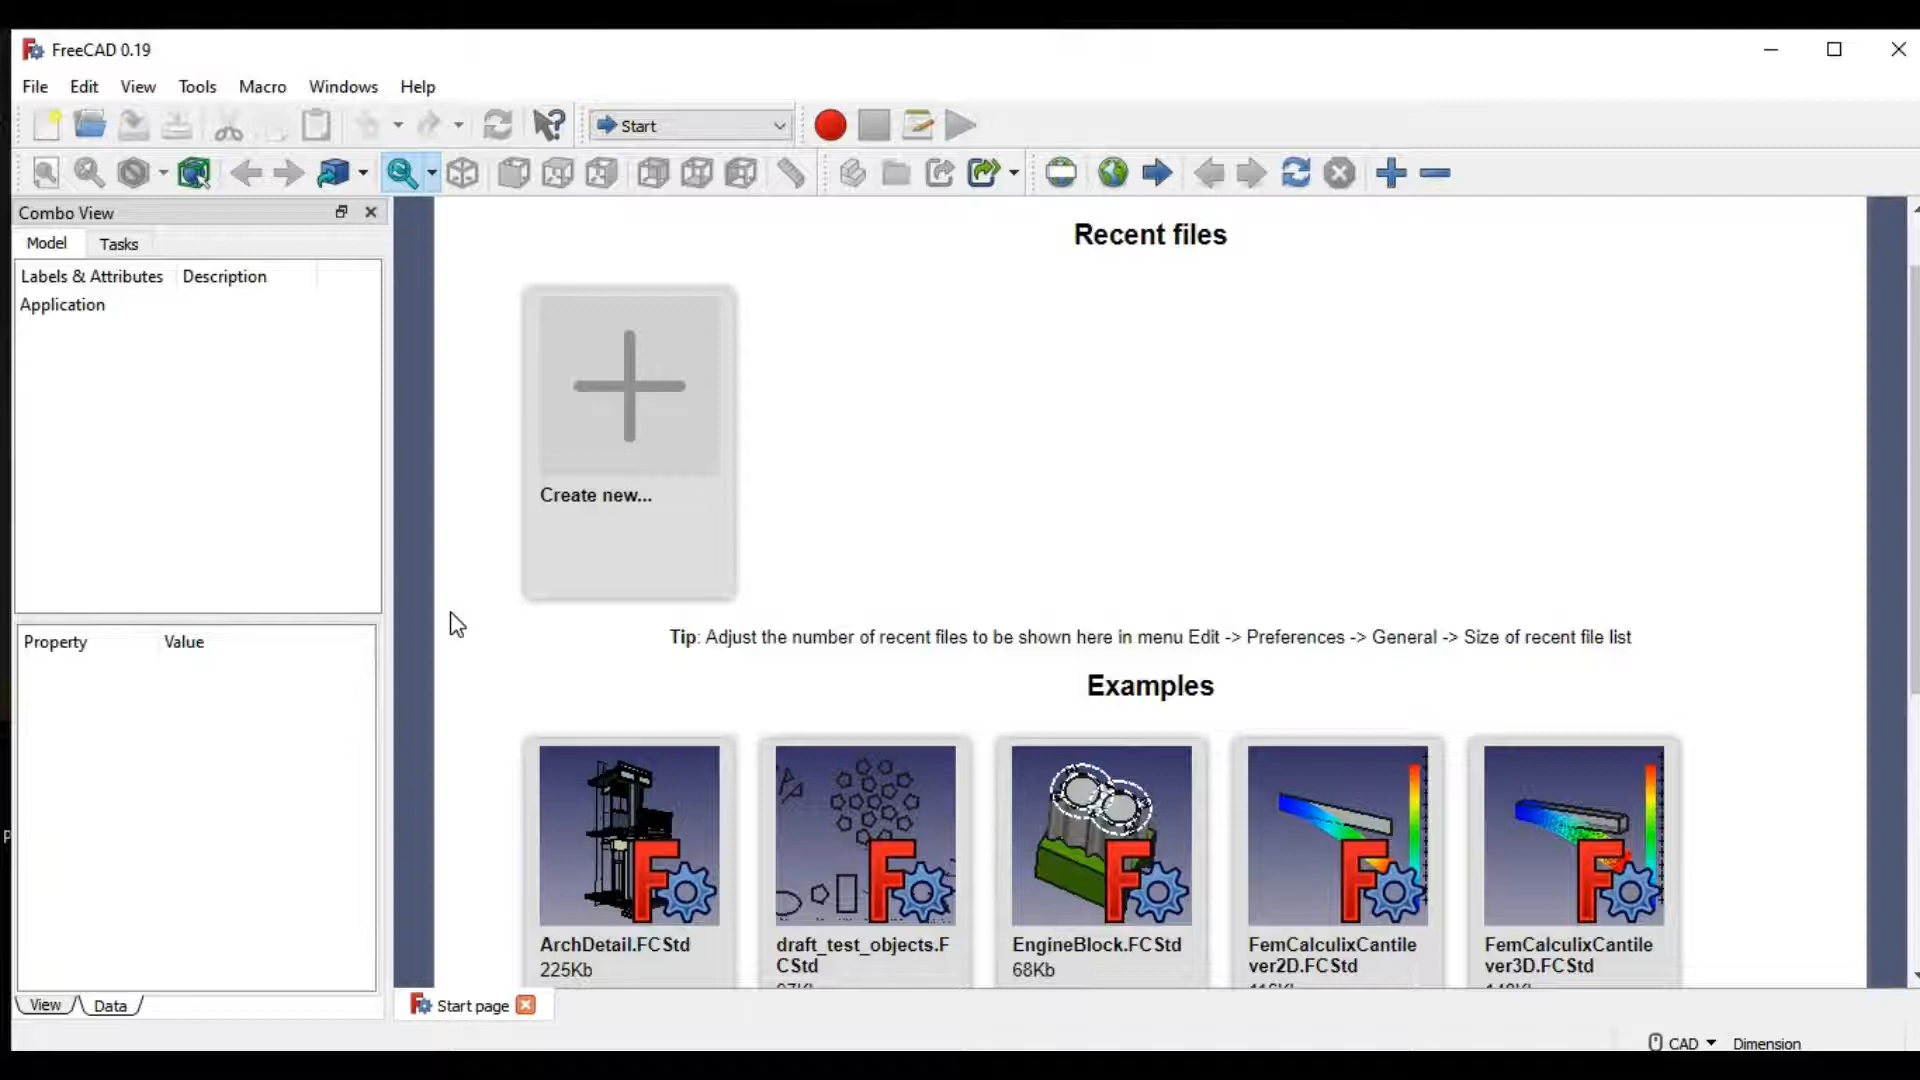 FreeCAD 0.19
File Edit View Tools Macro Windows Help
Start
Combo View
Model Tasks
Labels & Attributes Description
Application
Property Value
View Data
Recent files
Create new...
Tip: Adjust the number of recent files to be shown here in menu Edit -> Preferences -> General -> Size of recent file list
Examples
ArchDetail.FCStd
225Kb
draft_test_objects.F
CStd
EngineBlock.FCStd
68Kb
FemCalculixCantile
ver2D.FCStd
FemCalculixCantile
ver3D.FCStd
Start page
CAD Dimension